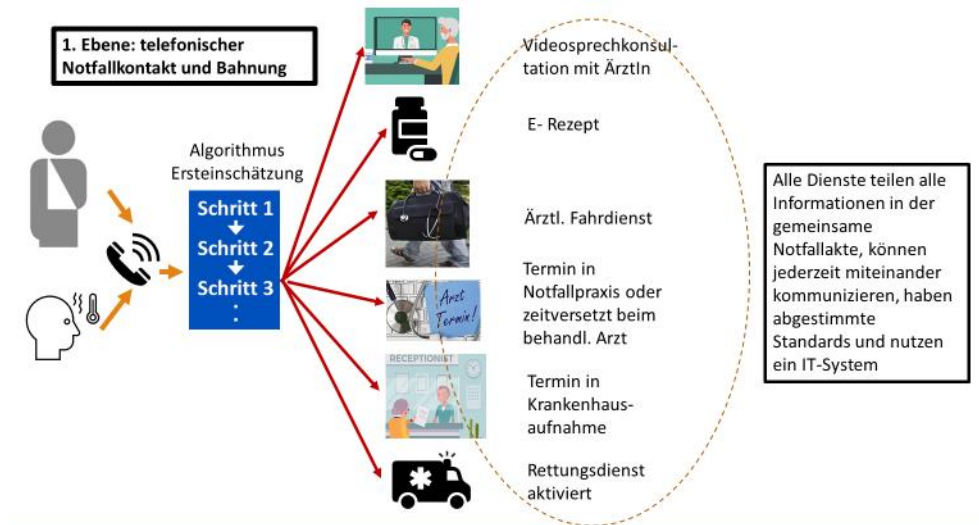 1. Ebene: telefonischer
Notfallkontakt und Bahnung
Algorithmus
Ersteinschätzung
Schritt 1
Schritt 2
Schritt 3
Videosprechkonsul-
tation mit ÄrztIn
E- Rezept
Ärztl. Fahrdienst
Arzt
Termin!
Termin in
Notfallpraxis oder
zeitversetzt beim
behandl. Arzt
RECEPTIONIST
Termin in
Krankenhaus-
aufnahme
Rettungsdienst
aktiviert
Alle Dienste teilen alle
Informationen in der
gemeinsame
Notfallakte, können
jederzeit miteinander
kommunizieren, haben
abgestimmte
Standards und nutzen
ein IT-System